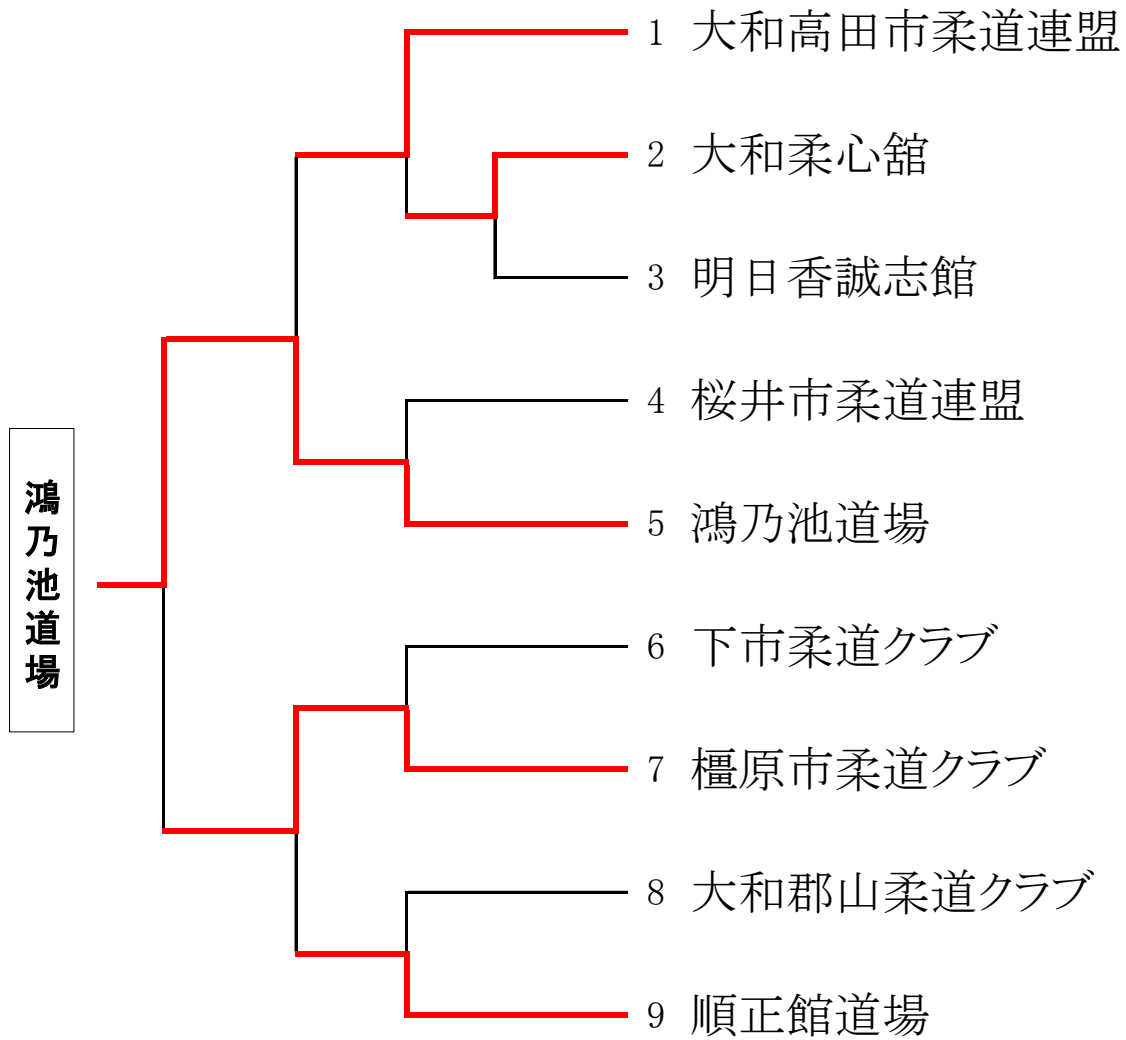 1 大和高田市柔道連盟
2 大和柔心舘
3 明日香誠志館
4 桜井市柔道連盟
5 鴻乃池道場
6 下市柔道クラブ
7 橿原市柔道クラブ
8 大和郡山柔道クラブ
9 順正館道場
鴻乃池道場